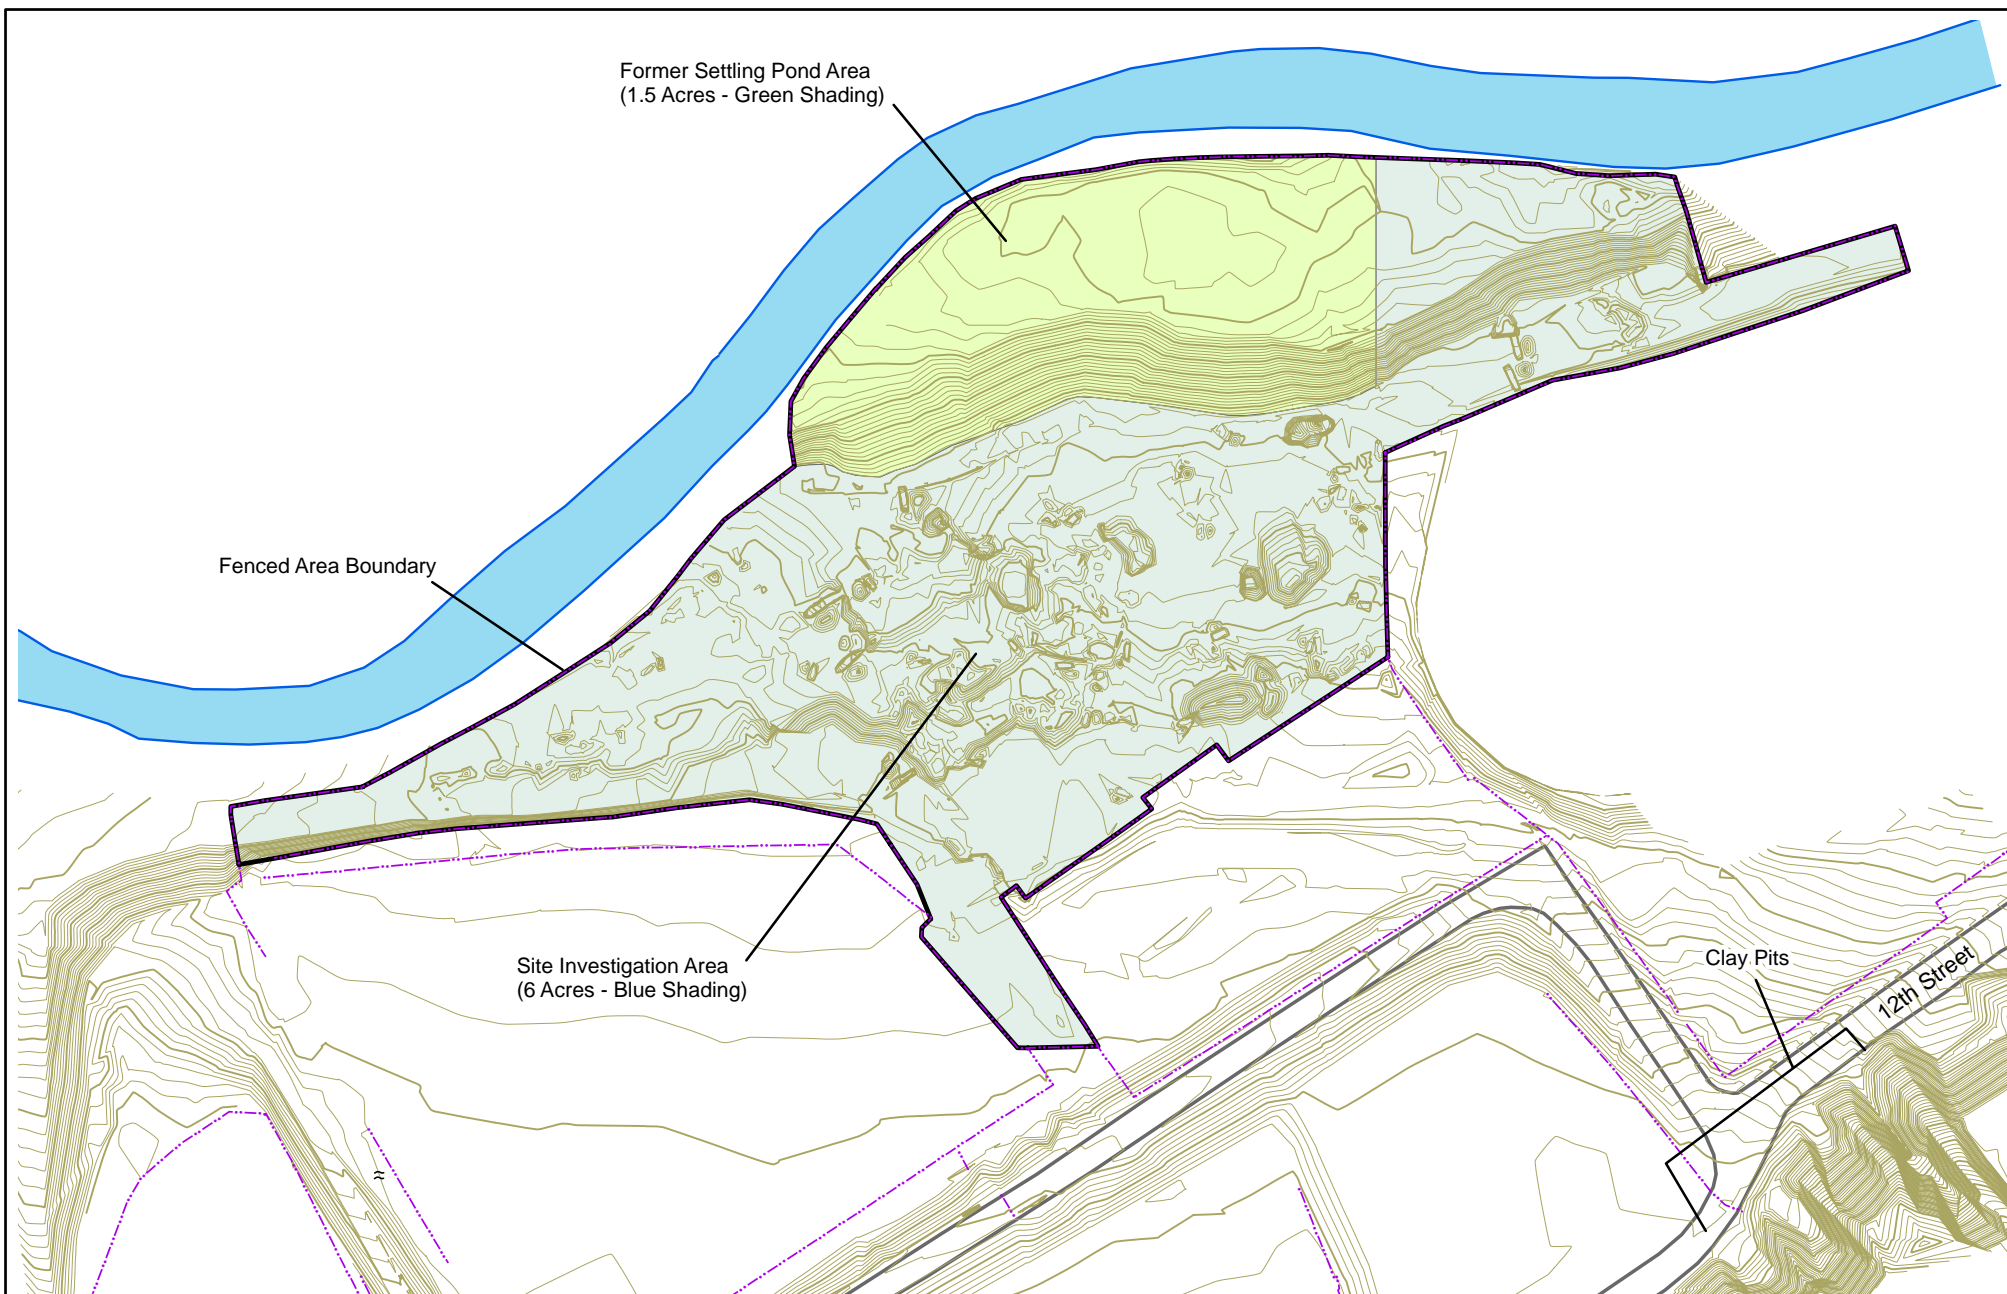 Former Settling Pond Area
(1.5 Acres - Green Shading)
Fenced Area Boundary
Site Investigation Area
(6 Acres - Blue Shading)
Clay Pits
12th Street